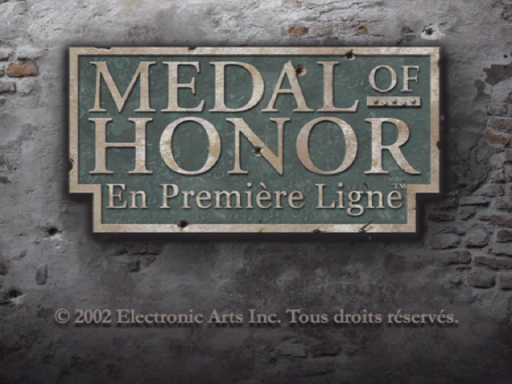 MEDAL OF
HONOR
En Première Ligne™
© 2002 Electronic Arts Inc. Tous droits réservés.